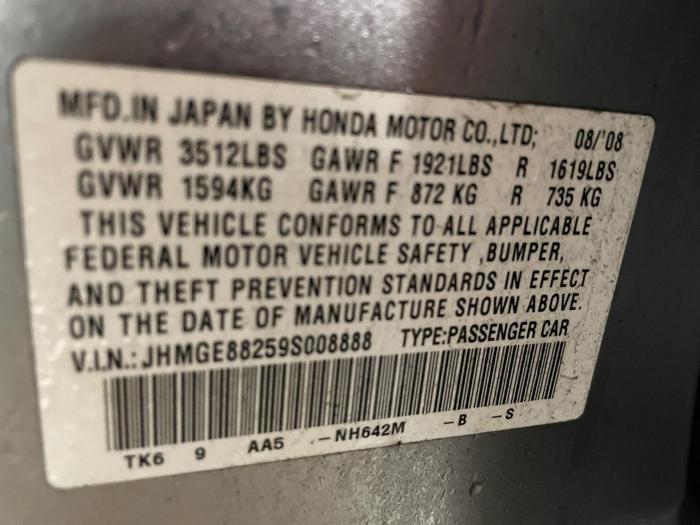 MFD.IN JAPAN BY HONDA MOTOR CO.,LTD; 08/'08
GVWR 3512LBS GAWR F 1921LBS R 1619LBS
GVWR 1594KG GAWR F 872 KG R 735 KG
THIS VEHICLE CONFORMS TO ALL APPLICABLE
FEDERAL MOTOR VEHICLE SAFETY ,BUMPER,
AND THEFT PREVENTION STANDARDS IN EFFECT
ON THE DATE OF MANUFACTURE SHOWN ABOVE.
V.I.N.: JHMGE88259S008888 TYPE:PASSENGER CAR
TK6 9 AA5 -NH642M -B -S